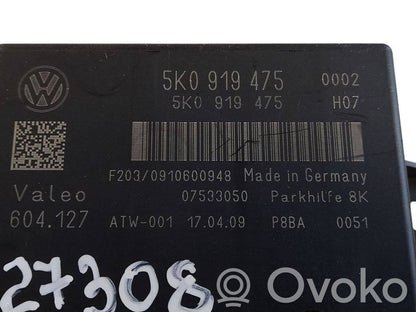 5K0 919 475 0002
5K0 919 475 H07
F203/0910600948 Made in Germany
Valeo 07533050 Parkhilfe 8K
604.127 ATW-001 17.04.09 P8BA 0051
27308
Ovoko